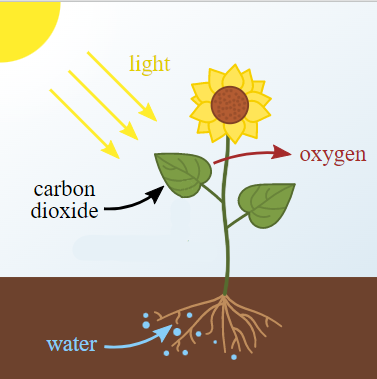 light
oxygen
carbon
dioxide
water